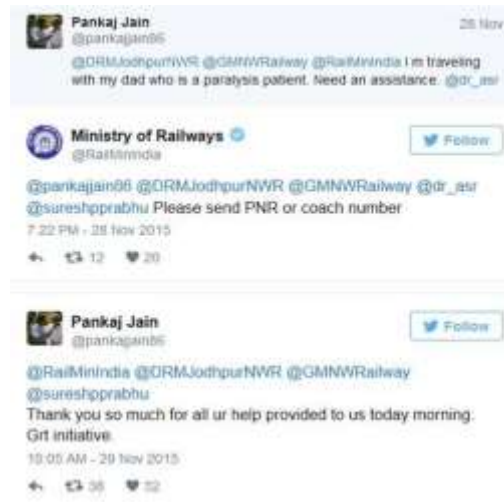 Pankaj Jain 28 Nov
@pankajjain86
@DRMJodhpurNWR @GMNWRailway @RailMinIndia I m traveling
with my dad who is a paralysis patient. Need an assistance. @dr_asr
Ministry of Railways Follow
@RailMinIndia
@pankajjain86 @DRMJodhpurNWR @GMNWRailway @dr_asr
@sureshpprabhu Please send PNR or coach number
7:22 PM - 28 Nov 2015
12 20
Pankaj Jain Follow
@pankajjain86
@RailMinIndia @DRMJodhpurNWR @GMNWRailway
@sureshpprabhu
Thank you so much for all ur help provided to us today morning.
Grt initiative.
10:05 AM - 29 Nov 2015
38 52